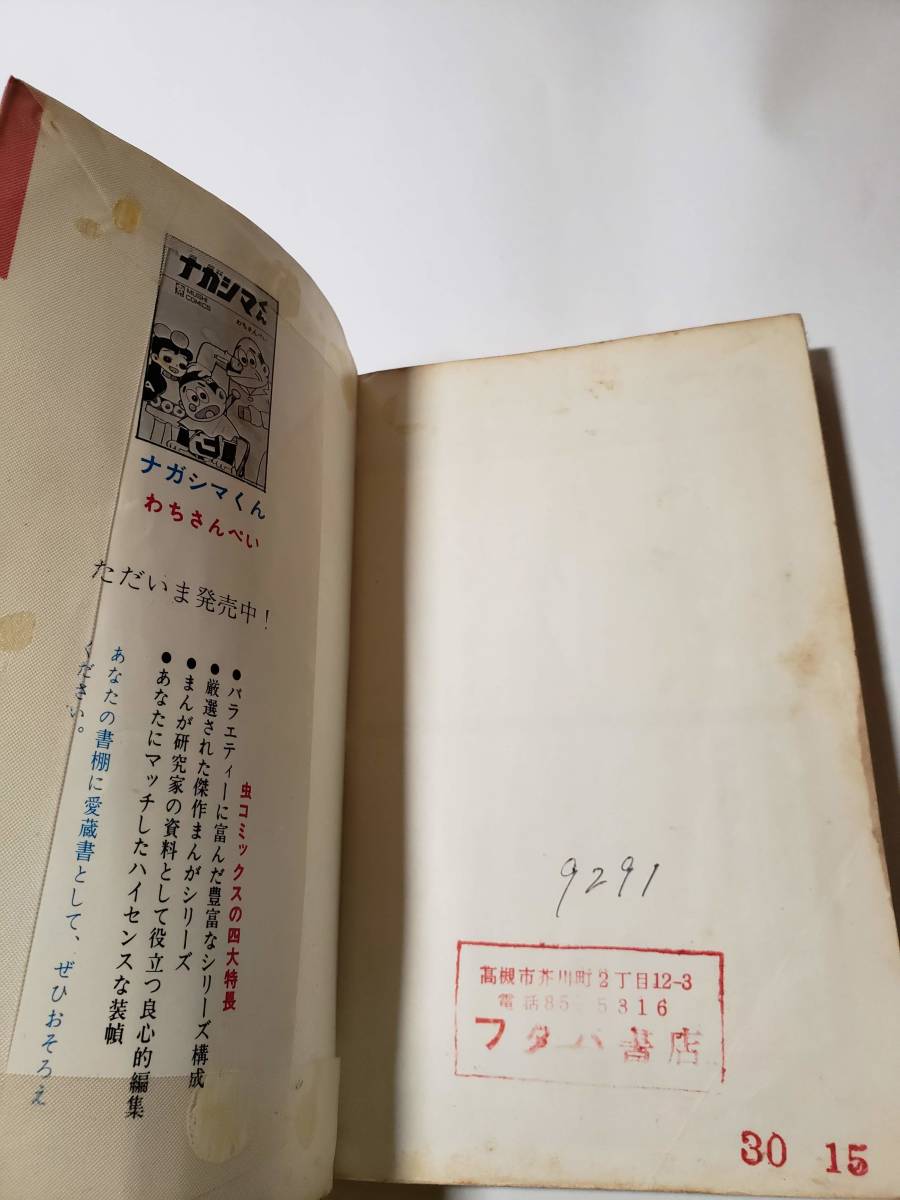 ナガシマくん
MUSHI
COMICS
わちさんぺい
ナガシマくん
わちさんぺい
ただいま発売中!
虫コミックスの四大特長
●バラエティーに富んだ豊富なシリーズ構成
●厳選された傑作まんがシリーズ
●まんが研究家の資料として役立つ良心的編集
●あなたにマッチしたハイセンスな装幀
あなたの書棚に愛蔵書として、ぜひおそろえ
ください。
9291
高槻市芥川町2丁目12-3
電話85-5316
フタバ書店
30 15